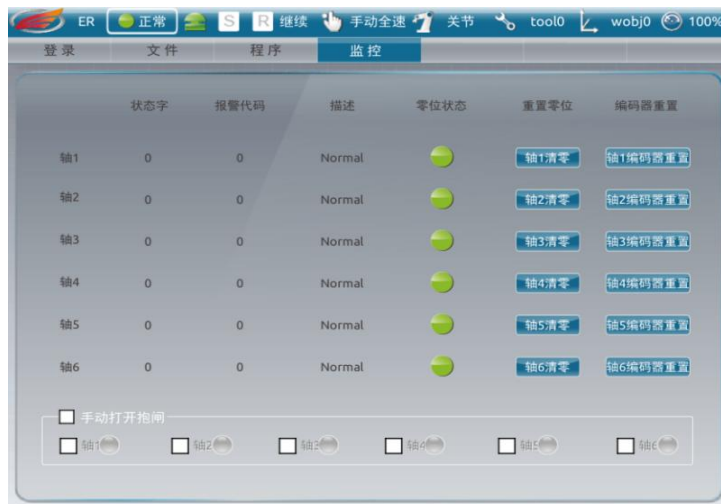 ER 正常 S R 继续 手动全速 关节 tool0 wobj0 100%
登录 文件 程序 监控
状态字 报警代码 描述 零位状态 重置零位 编码器重置
轴1 0 0 Normal 轴1清零 轴1编码器重置
轴2 0 0 Normal 轴2清零 轴2编码器重置
轴3 0 0 Normal 轴3清零 轴3编码器重置
轴4 0 0 Normal 轴4清零 轴4编码器重置
轴5 0 0 Normal 轴5清零 轴5编码器重置
轴6 0 0 Normal 轴6清零 轴6编码器重置
手动打开抱闸
轴1 轴2 轴3 轴4 轴5 轴6